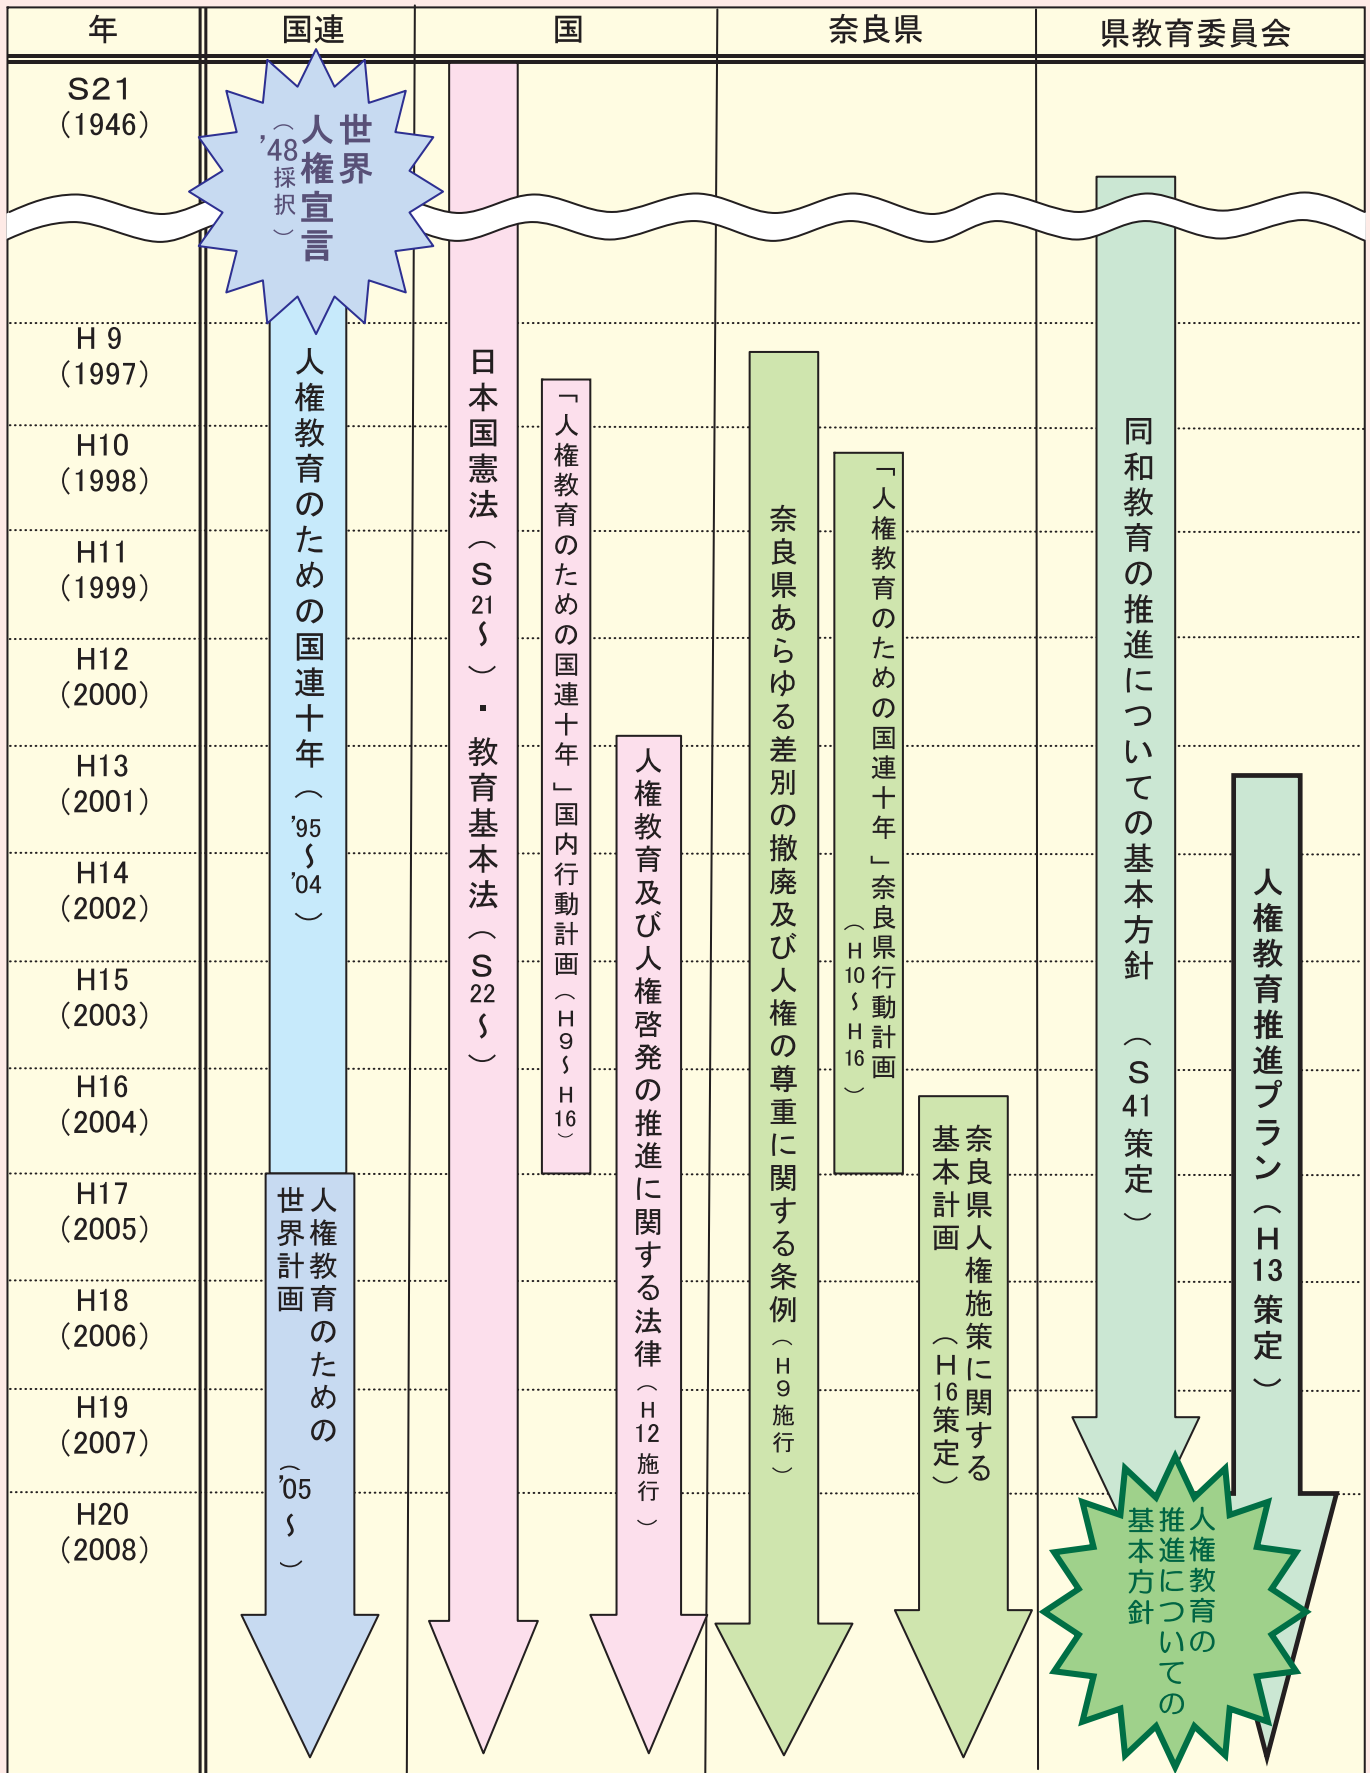 年
国連
国
奈良県
県教育委員会
S21
（1946）
H 9
（1997）
H10
（1998）
H11
（1999）
H12
（2000）
H13
（2001）
H14
（2002）
H15
（2003）
H16
（2004）
H17
（2005）
H18
（2006）
H19
（2007）
H20
（2008）
世界
人権宣言
（'48採択）
人権教育のための国連十年（'95～'04）
人権教育のための
世界計画
（'05～）
日本国憲法（S21～）・教育基本法（S22～）
「人権教育のための国連十年」国内行動計画（H9～H16）
人権教育及び人権啓発の推進に関する法律（H12施行）
奈良県あらゆる差別の撤廃及び人権の尊重に関する条例（H9施行）
「人権教育のための国連十年」奈良県行動計画
（H10～H16）
奈良県人権施策に関する
基本計画（H16策定）
同和教育の推進についての基本方針（S41策定）
人権教育推進プラン（H13策定）
人権教育の
推進についての
基本方針